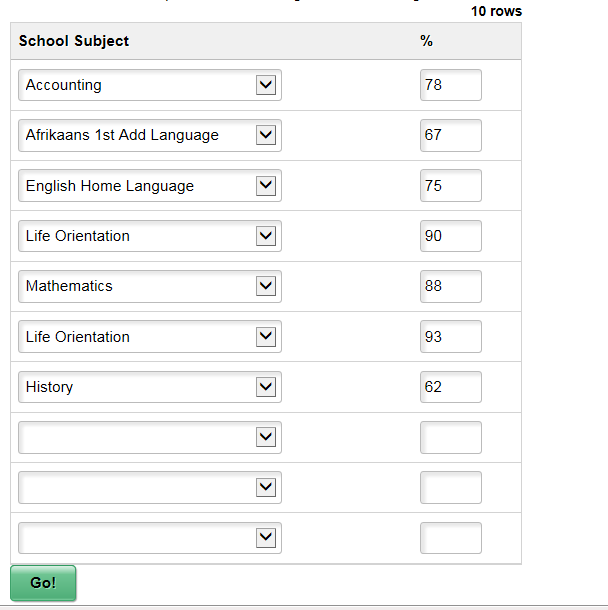 10 rows
School Subject %
Accounting 78
Afrikaans 1st Add Language 67
English Home Language 75
Life Orientation 90
Mathematics 88
Life Orientation 93
History 62
Go!